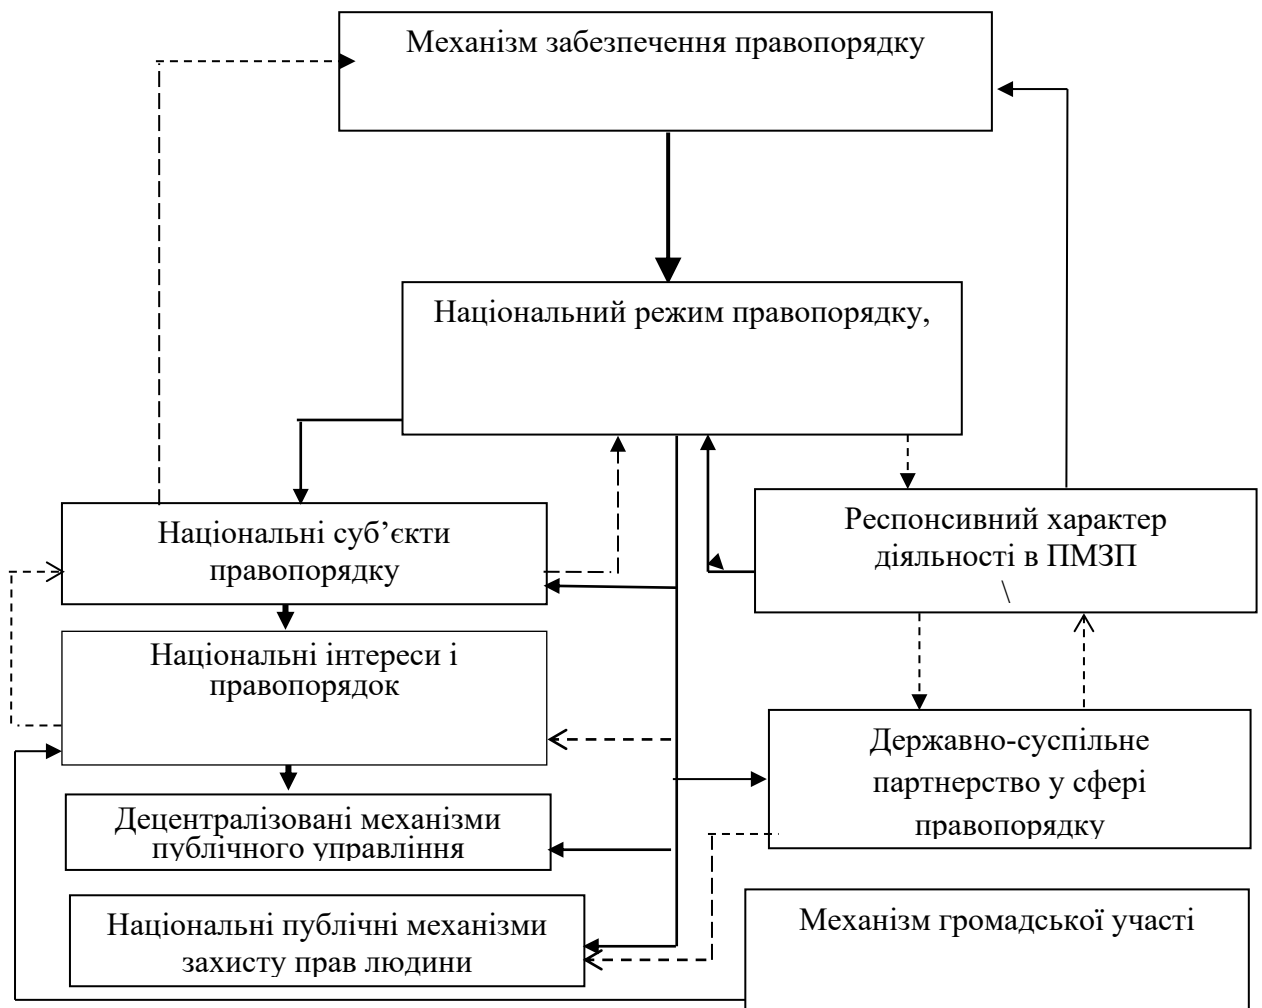 Механізм забезпечення правопорядку
Національний режим правопорядку,
Національні суб’єкти
правопорядку
Респонсивний характер
діяльності в ПМЗП
\
Національні інтереси і
правопорядок
Державно-суспільне
партнерство у сфері
правопорядку
Децентралізовані механізми
публічного управління
Національні публічні механізми
захисту прав людини
Механізм громадської участі